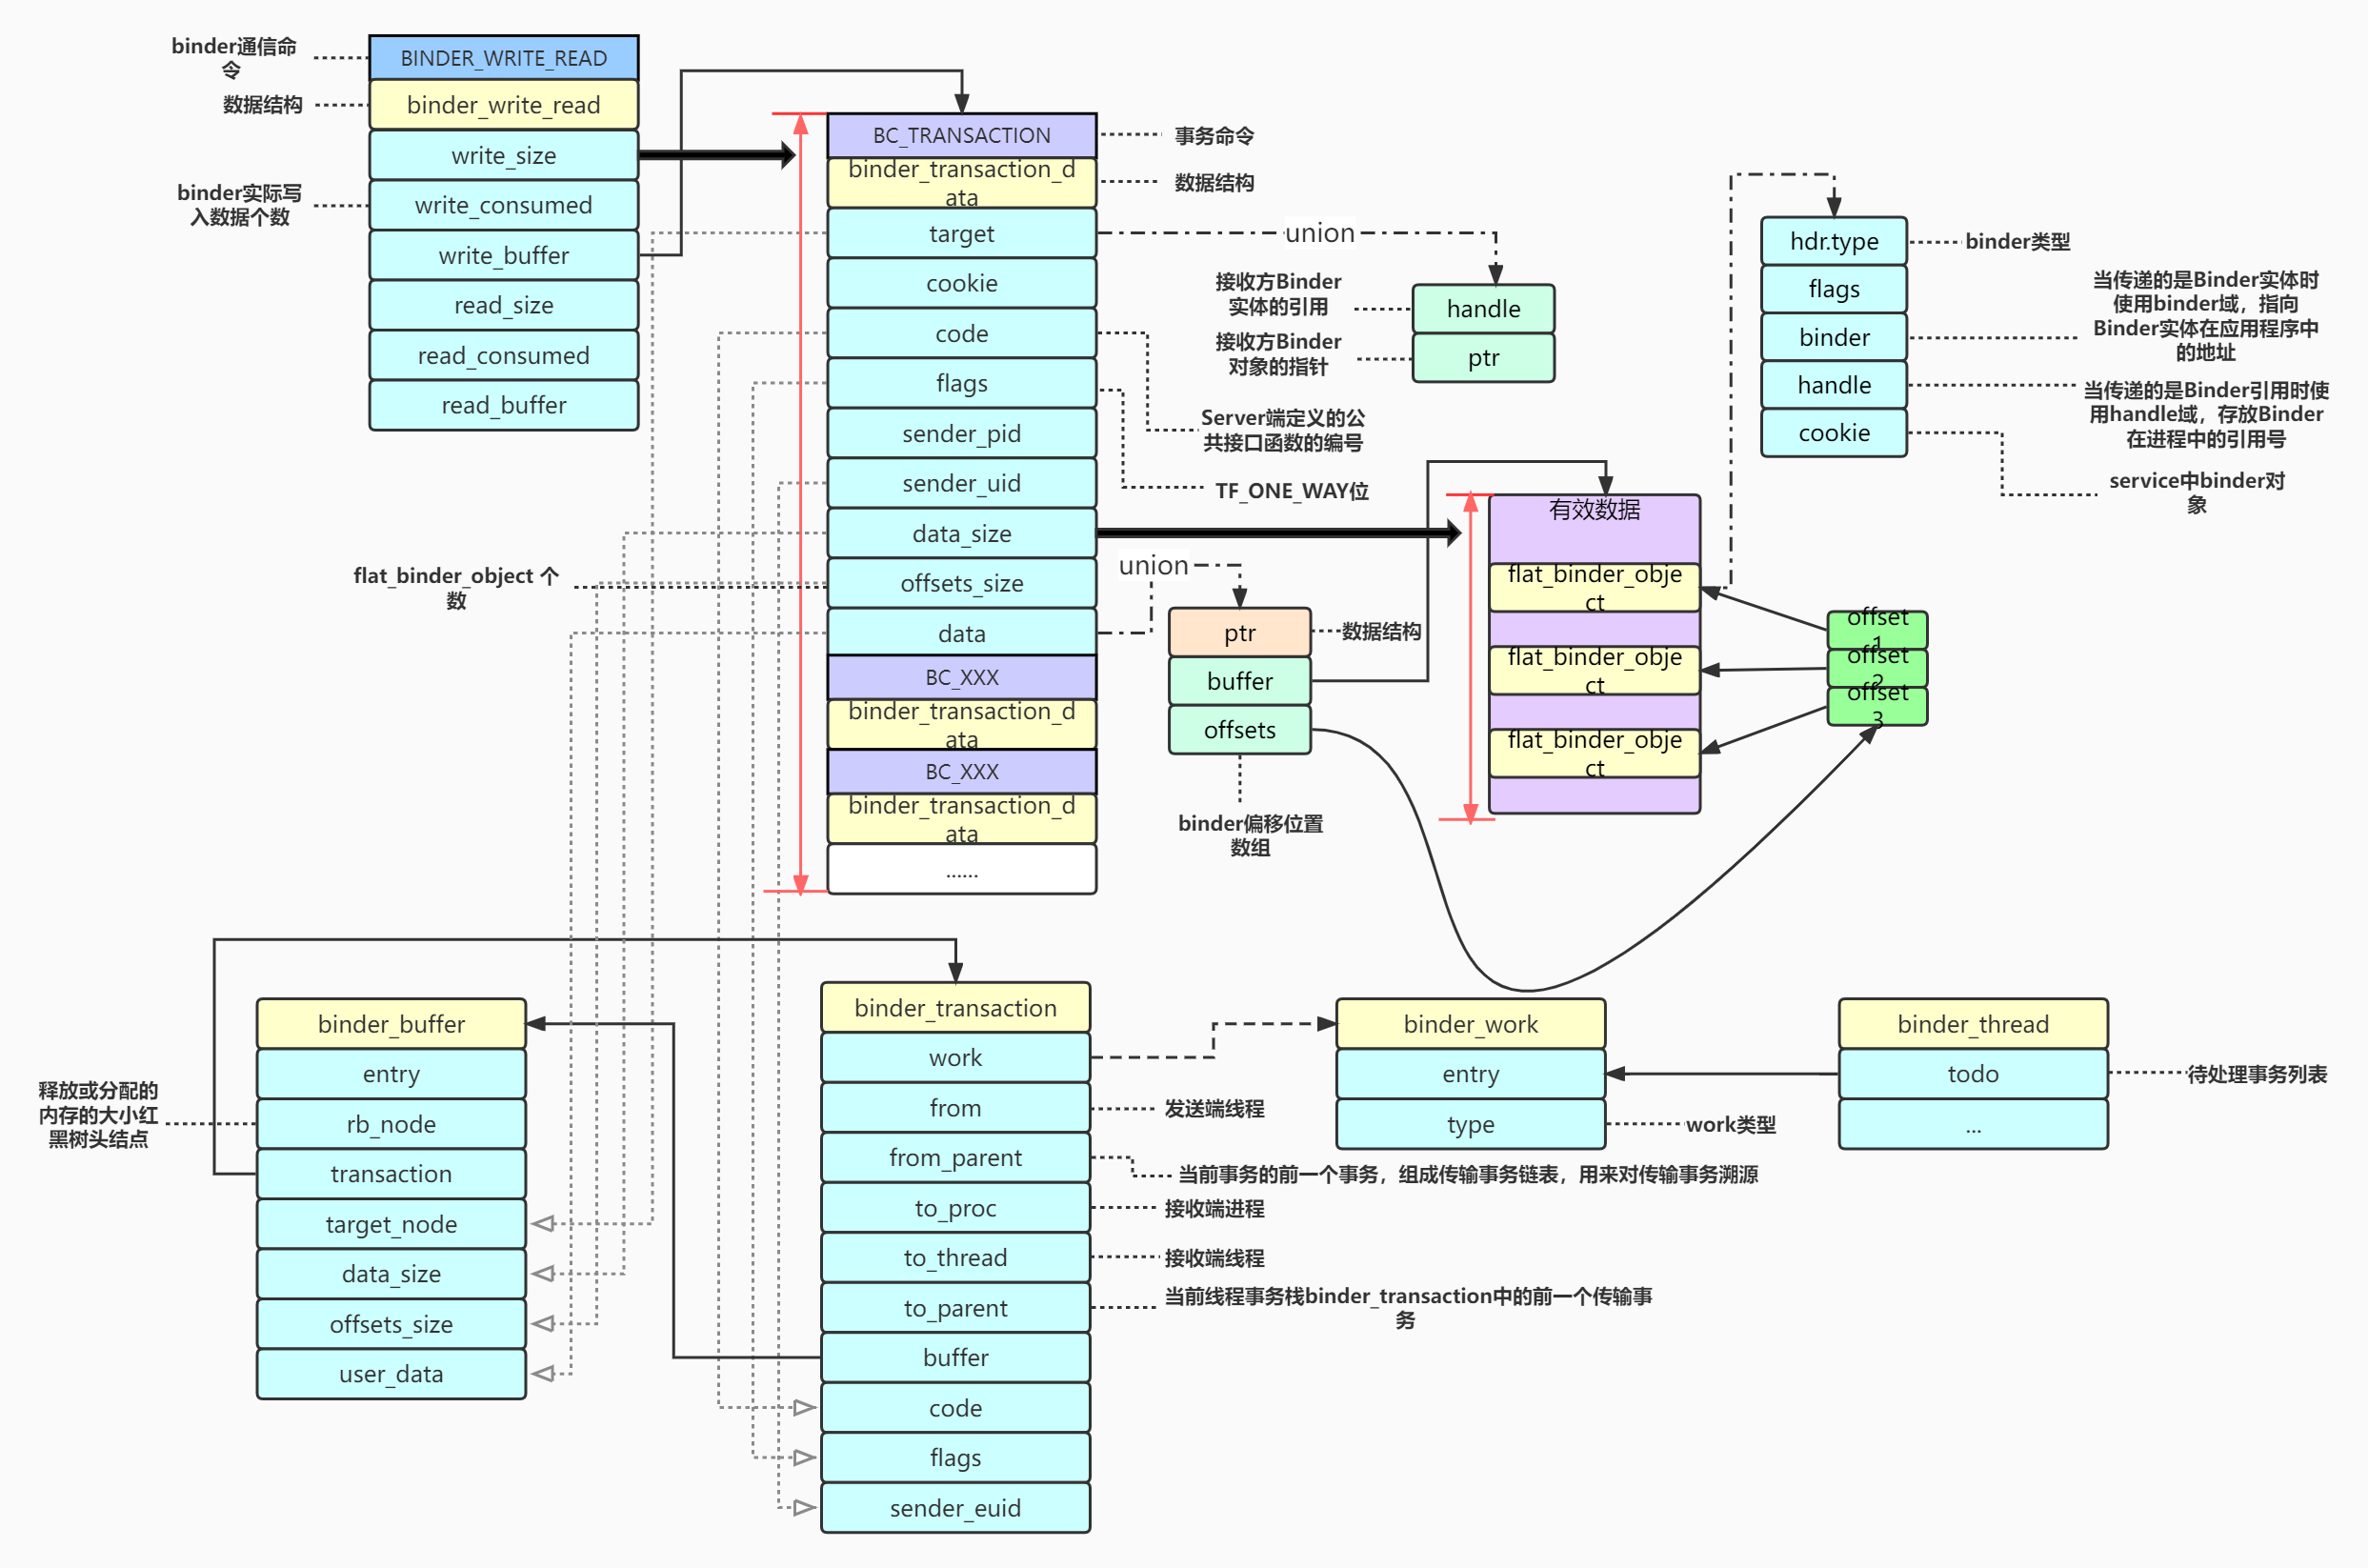 binder通信命
令
数据结构
binder实际写
入数据个数
BINDER_WRITE_READ
binder_write_read
write_size
write_consumed
write_buffer
read_size
read_consumed
read_buffer
BC_TRANSACTION
binder_transaction_d
ata
target
cookie
code
flags
sender_pid
sender_uid
data_size
offsets_size
data
BC_XXX
binder_transaction_d
ata
BC_XXX
binder_transaction_d
ata
......
事务命令
数据结构
union
接收方Binder
实体的引用
接收方Binder
对象的指针
handle
ptr
Server端定义的公
共接口函数的编号
TF_ONE_WAY位
flat_binder_object 个
数
union
ptr
buffer
offsets
数据结构
binder偏移位置
数组
有效数据
flat_binder_obje
ct
flat_binder_obje
ct
flat_binder_obje
ct
offset
1
offset
2
offset
3
hdr.type
flags
binder
handle
cookie
binder类型
当传递的是Binder实体时
使用binder域，指向
Binder实体在应用程序中
的地址
当传递的是Binder引用时使
用handle域，存放Binder
在进程中的引用号
service中binder对
象
释放或分配的
内存的大小红
黑树头结点
binder_buffer
entry
rb_node
transaction
target_node
data_size
offsets_size
user_data
binder_transaction
work
from
from_parent
to_proc
to_thread
to_parent
buffer
code
flags
sender_euid
发送端线程
当前事务的前一个事务，组成传输事务链表，用来对传输事务溯源
接收端进程
接收端线程
当前线程事务栈binder_transaction中的前一个传输事
务
binder_work
entry
type
work类型
binder_thread
todo
...
待处理事务列表